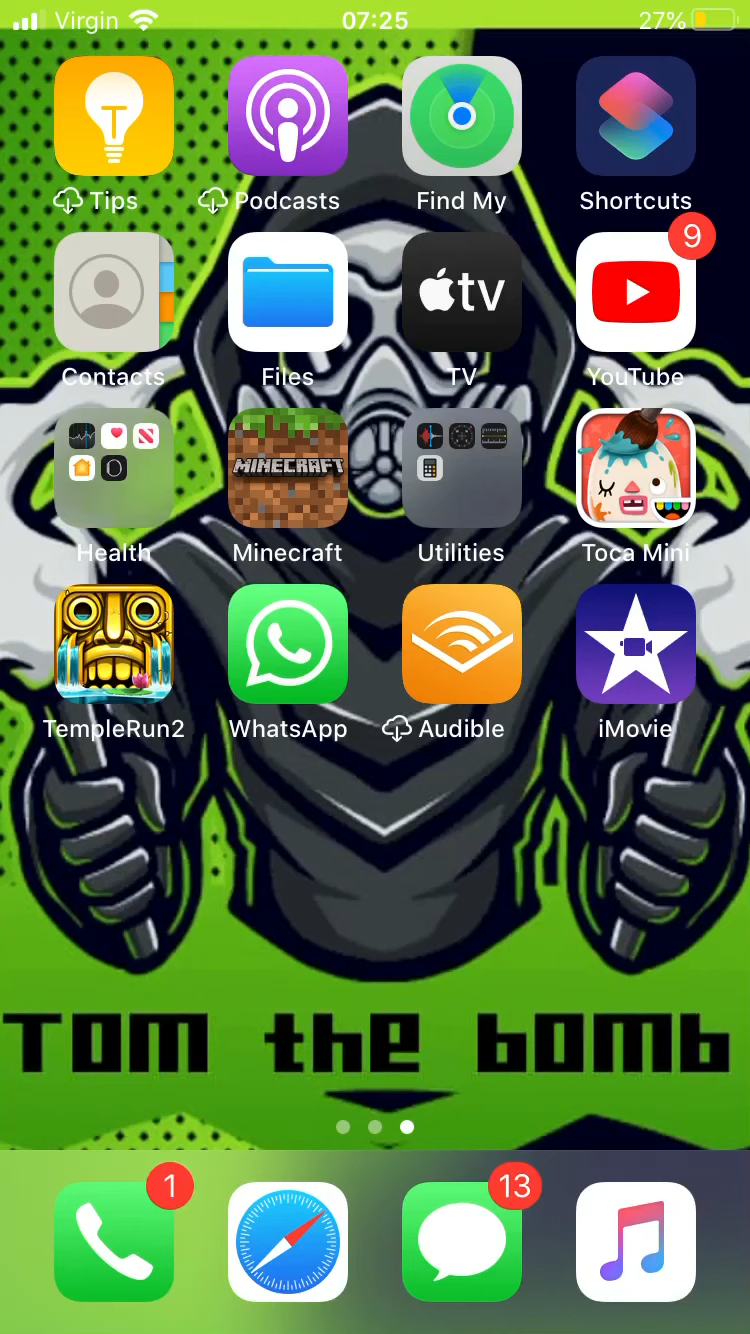 Virgin 07:25 27%
Tips Podcasts Find My Shortcuts
tv 9
Contacts Files TV YouTube
MINECRAFT
Health Minecraft Utilities Toca Mini
TempleRun2 WhatsApp Audible iMovie
Tom the bomb
1 13